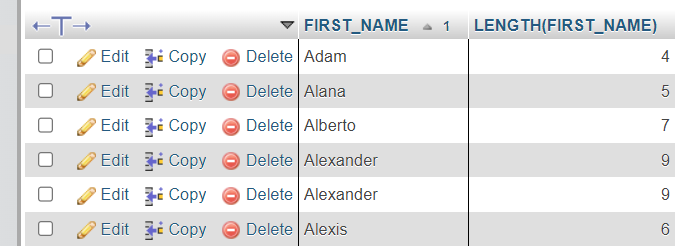 FIRST_NAME 1 LENGTH(FIRST_NAME)
Edit Copy Delete Adam 4
Edit Copy Delete Alana 5
Edit Copy Delete Alberto 7
Edit Copy Delete Alexander 9
Edit Copy Delete Alexander 9
Edit Copy Delete Alexis 6